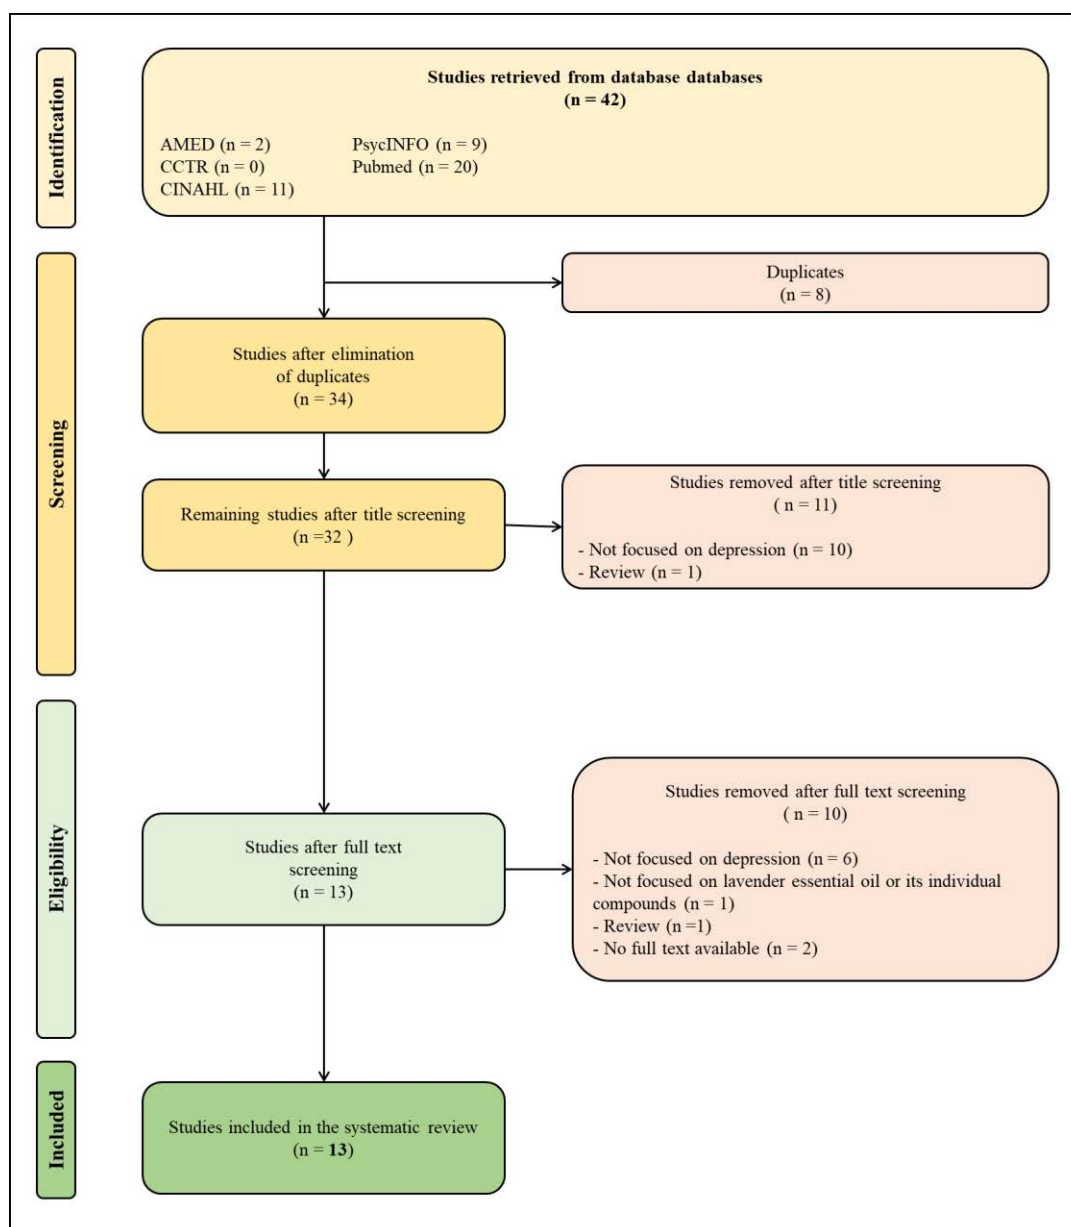 Identification
Studies retrieved from database databases
(n = 42)
AMED (n = 2)
CCTR (n = 0)
CINAHL (n = 11)
PsycINFO (n = 9)
Pubmed (n = 20)
Screening
Duplicates
(n = 8)
Studies after elimination
of duplicates
(n = 34)
Remaining studies after title screening
(n =32 )
Studies removed after title screening
( n = 11)
- Not focused on depression (n = 10)
- Review (n = 1)
Eligibility
Studies after full text
screening
(n = 13)
Studies removed after full text screening
( n = 10)
- Not focused on depression (n = 6)
- Not focused on lavender essential oil or its individual
compounds (n = 1)
- Review (n =1)
- No full text available (n = 2)
Included
Studies included in the systematic review
(n = 13)